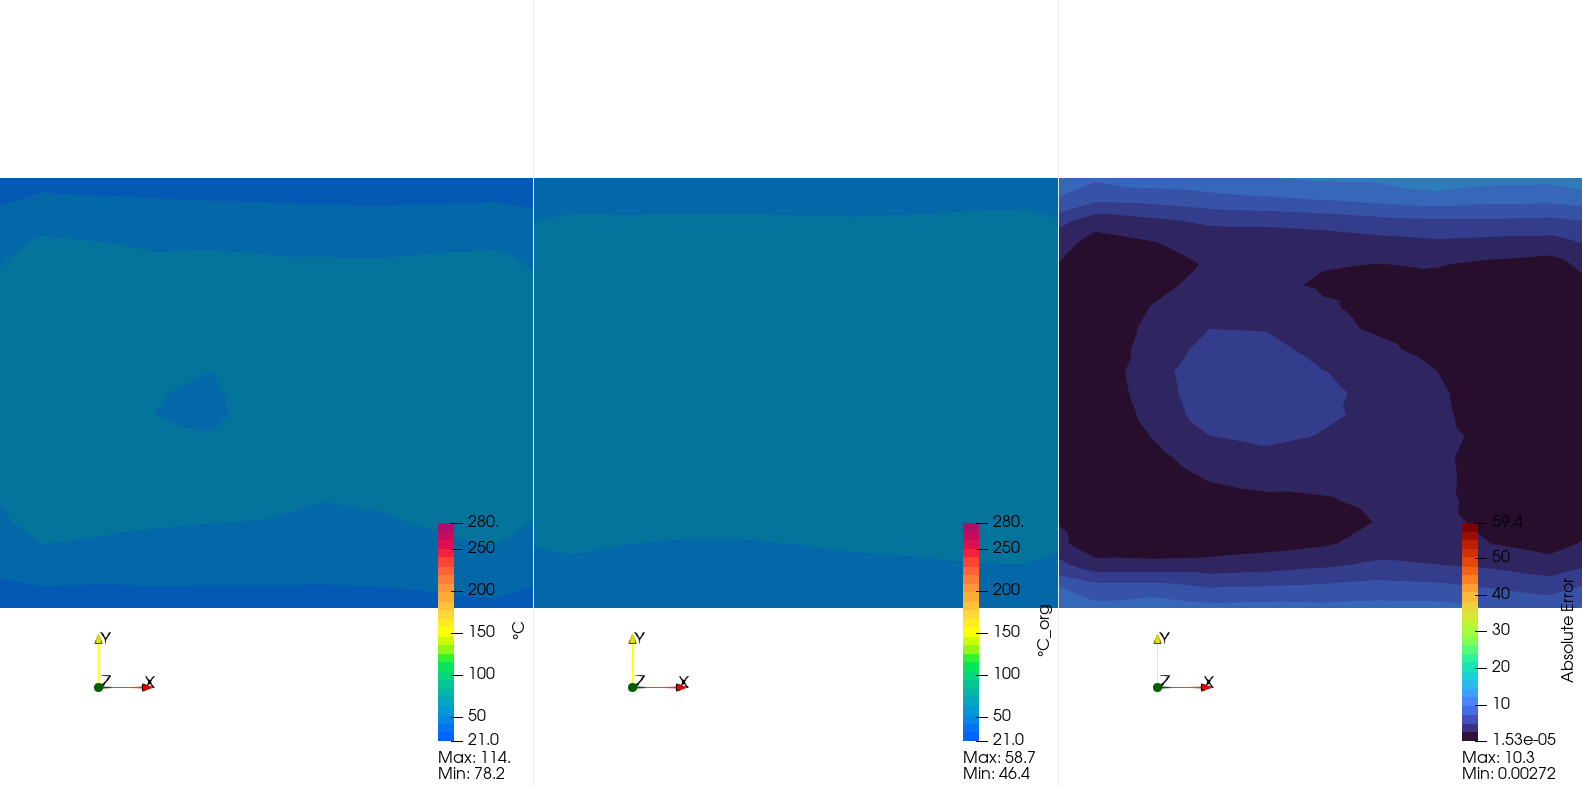 280.
250
200
150
100
50
21.0
°C
Max: 114.
Min: 78.2
Y
Z
X
280.
250
200
150
100
50
21.0
°C_org
Max: 58.7
Min: 46.4
Y
Z
X
59.4
50
40
30
20
10
1.53e-05
Absolute Error
Max: 10.3
Min: 0.00272
Y
Z
X